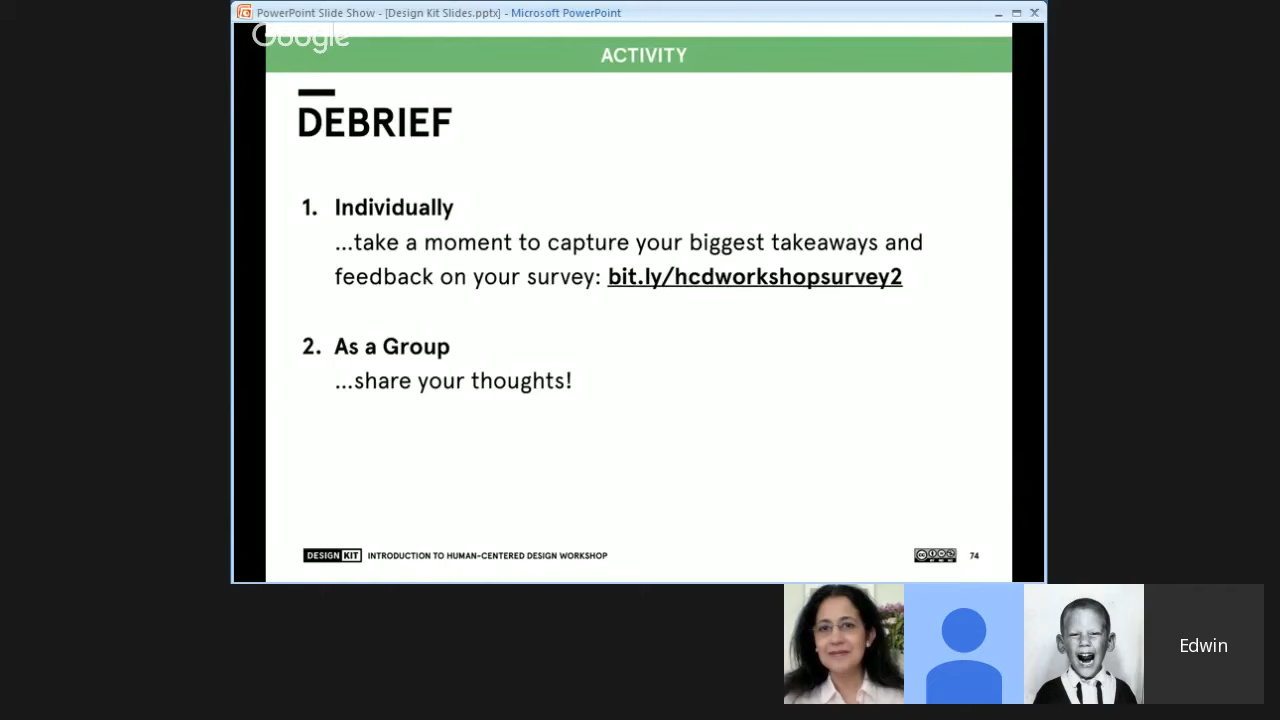 PowerPoint Slide Show - [Design Kit Slides.pptx] - Microsoft PowerPoint
Google
ACTIVITY
DEBRIEF
1. Individually
...take a moment to capture your biggest takeaways and
feedback on your survey: bit.ly/hcdworkshopsurvey2
2. As a Group
...share your thoughts!
DESIGN KIT INTRODUCTION TO HUMAN-CENTERED DESIGN WORKSHOP
74
Edwin